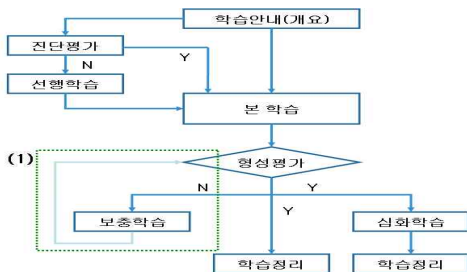 학습안내(개요)
진단평가
Y
N
선행학습
본 학습
(1)
형성평가
N
Y
Y
보충학습
심화학습
학습정리
학습정리